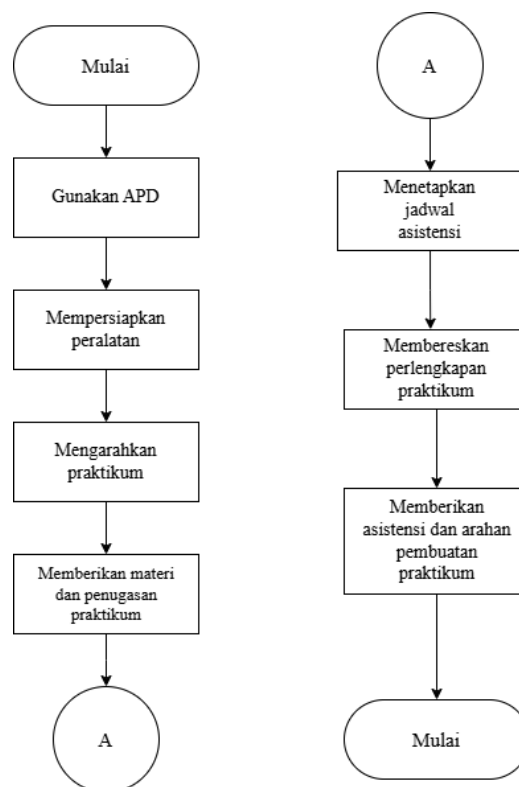 Mulai
Gunakan APD
Mempersiapkan
peralatan
Mengarahkan
praktikum
Memberikan materi
dan penugasan
praktikum
A
A
Menetapkan
jadwal
asistensi
Membereskan
perlengkapan
praktikum
Memberikan
asistensi dan arahan
pembuatan
praktikum
Mulai